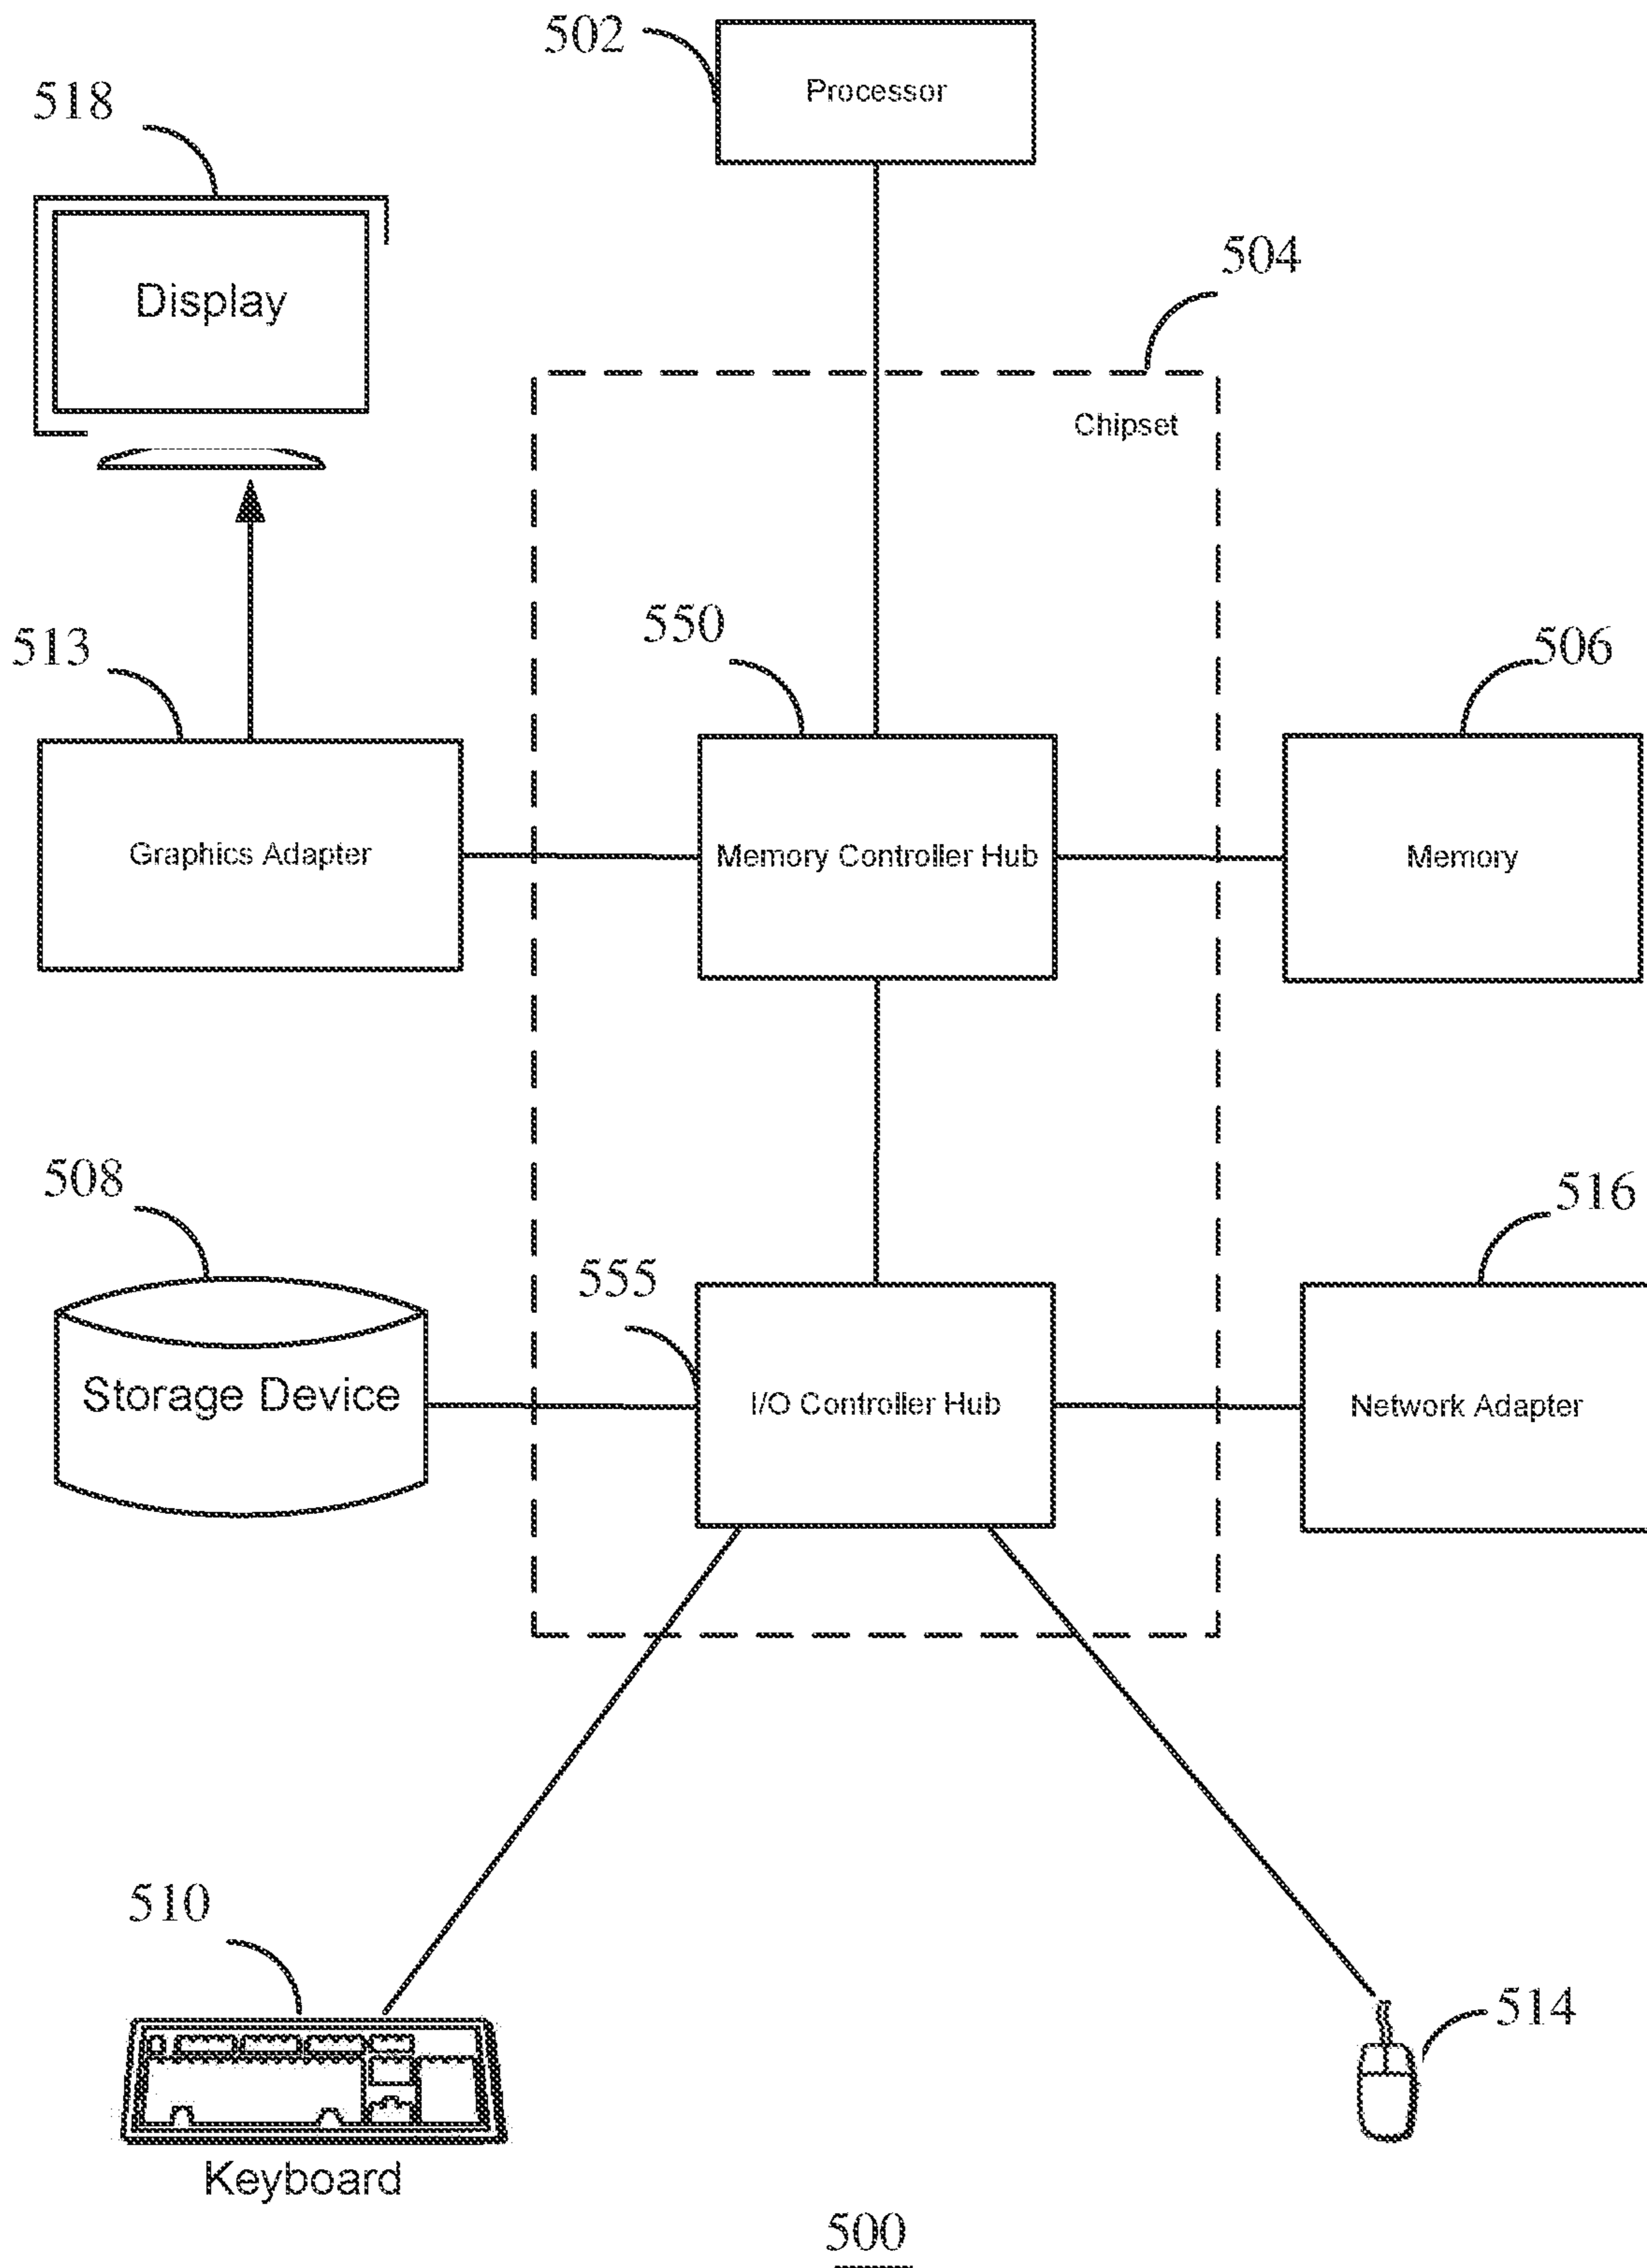 502
Processor
518
Display
504
Chipset
513
550
506
Graphics Adapter
Memory Controller Hub
Memory
508
555
516
Storage Device
I/O Controller Hub
Network Adapter
510
514
Keyboard
500